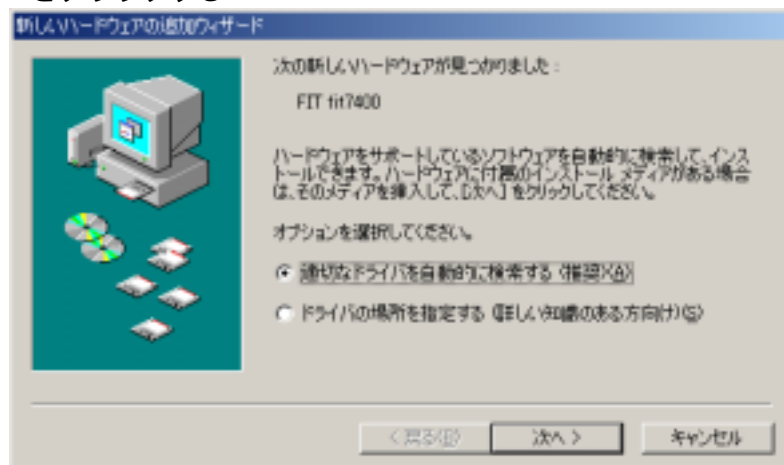 新しいハードウェアの追加ウィザード
次の新しいハードウェアが見つかりました :
FIT fit7400
ハードウェアをサポートしているソフトウェアを自動的に検索して、インス
トールできます。ハードウェアに付属のインストール メディアがある場合
は、そのメディアを挿入して、[次へ] をクリックしてください。
オプションを選択してください。
適切なドライバを自動的に検索する (推奨)(A)
ドライバの場所を指定する (詳しい知識のある方向け)(S)
< 戻る(B) 次へ > キャンセル